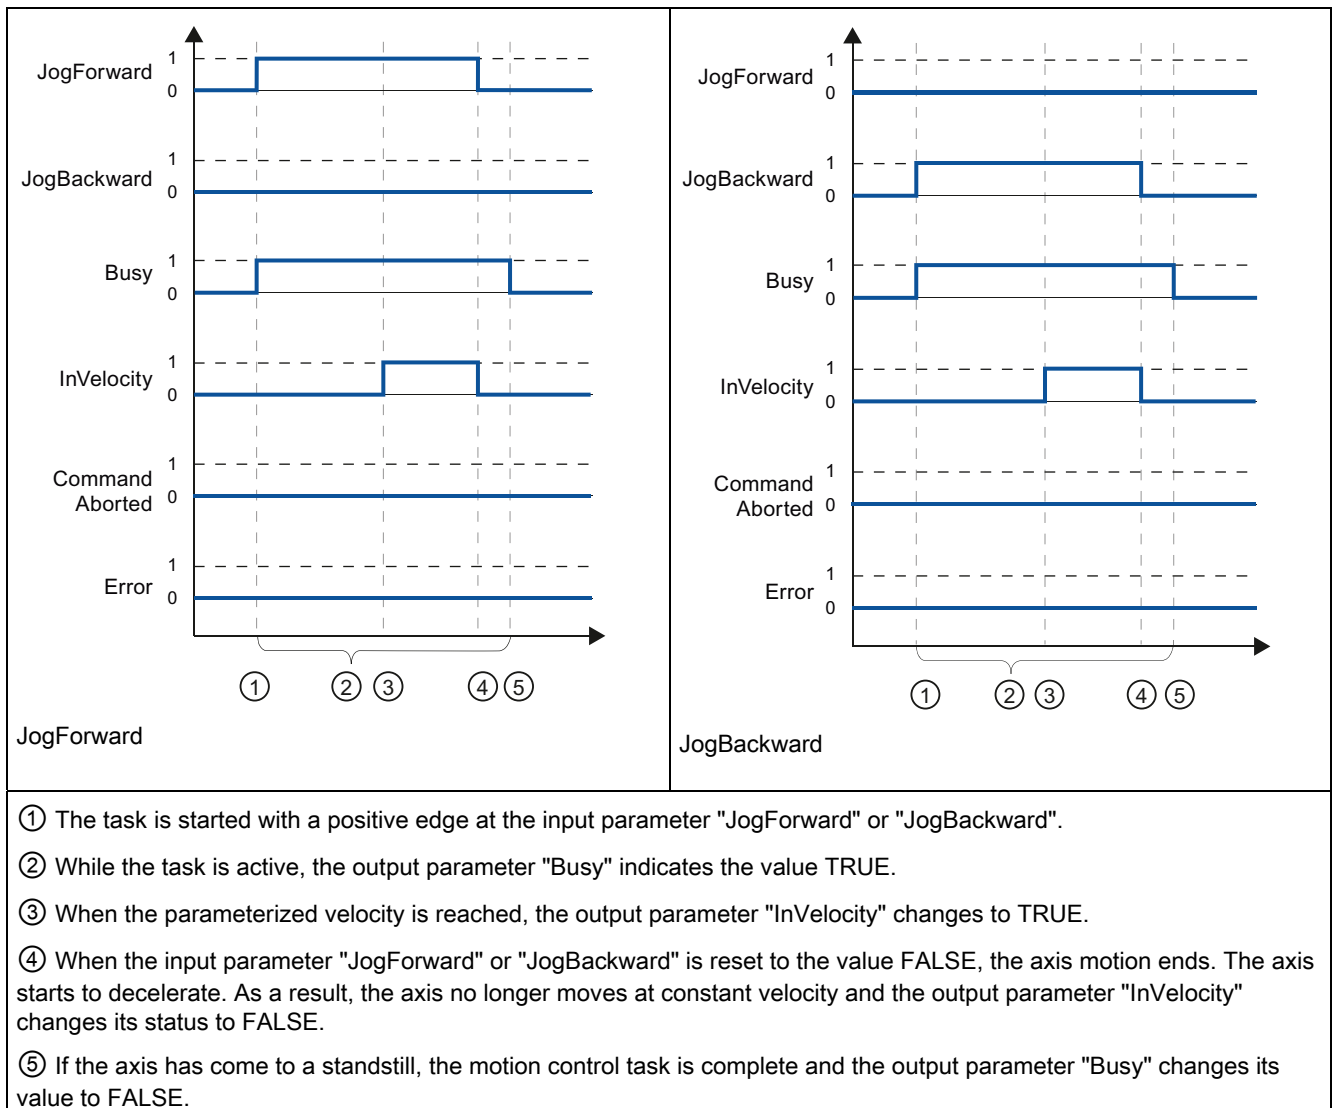 JogForward
1
0
JogBackward
1
0
Busy
1
0
InVelocity
1
0
Command
Aborted
1
0
Error
1
0
① ② ③ ④ ⑤
JogForward
JogForward
1
0
JogBackward
1
0
Busy
1
0
InVelocity
1
0
Command
Aborted
1
0
Error
1
0
① ② ③ ④ ⑤
JogBackward
① The task is started with a positive edge at the input parameter "JogForward" or "JogBackward".
② While the task is active, the output parameter "Busy" indicates the value TRUE.
③ When the parameterized velocity is reached, the output parameter "InVelocity" changes to TRUE.
④ When the input parameter "JogForward" or "JogBackward" is reset to the value FALSE, the axis motion ends. The axis
starts to decelerate. As a result, the axis no longer moves at constant velocity and the output parameter "InVelocity"
changes its status to FALSE.
⑤ If the axis has come to a standstill, the motion control task is complete and the output parameter "Busy" changes its
value to FALSE.